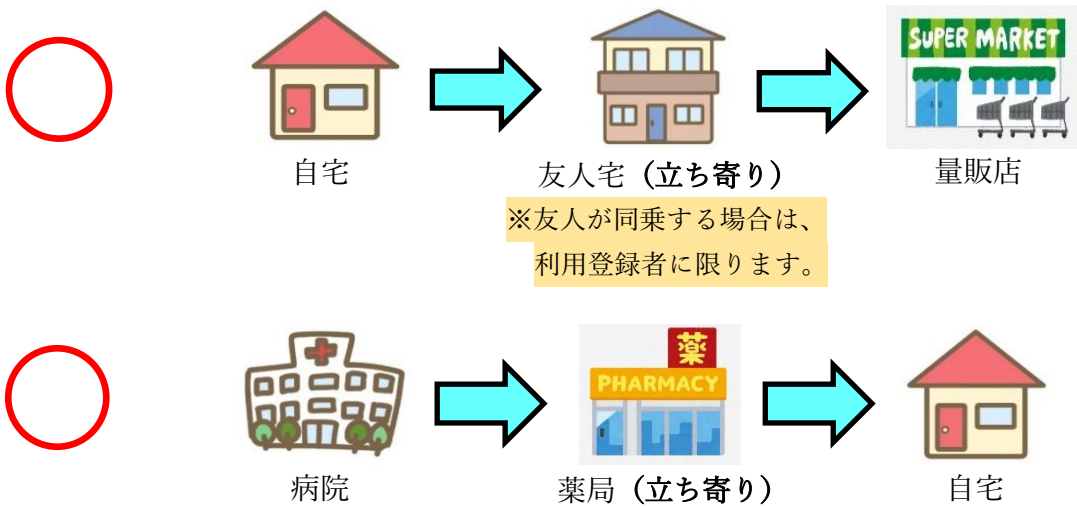 SUPER MARKET
自宅
友人宅（立ち寄り）
量販店
※友人が同乗する場合は、
利用登録者に限ります。
薬
PHARMACY
病院
薬局（立ち寄り）
自宅